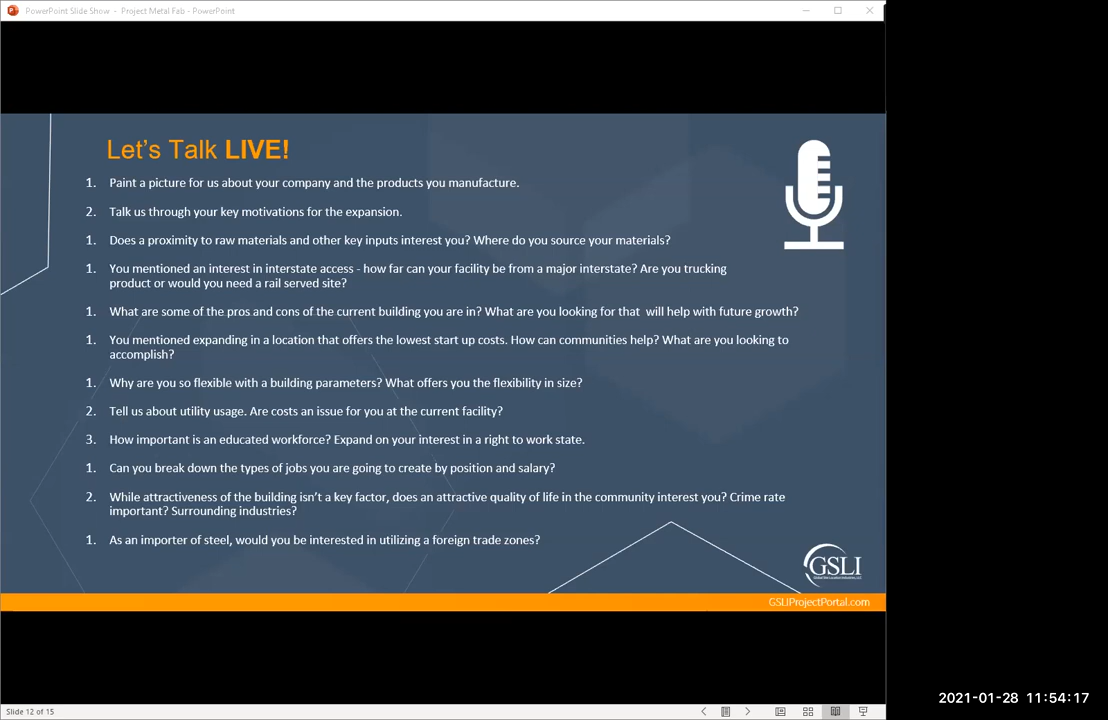 PowerPoint Slide Show - Project Metal Fab - PowerPoint
Let's Talk LIVE!
1. Paint a picture for us about your company and the products you manufacture.
2. Talk us through your key motivations for the expansion.
1. Does a proximity to raw materials and other key inputs interest you? Where do you source your materials?
1. You mentioned an interest in interstate access - how far can your facility be from a major interstate? Are you trucking
product or would you need a rail served site?
1. What are some of the pros and cons of the current building you are in? What are you looking for that will help with future growth?
1. You mentioned expanding in a location that offers the lowest start up costs. How can communities help? What are you looking to
accomplish?
1. Why are you so flexible with a building parameters? What offers you the flexibility in size?
2. Tell us about utility usage. Are costs an issue for you at the current facility?
3. How important is an educated workforce? Expand on your interest in a right to work state.
1. Can you break down the types of jobs you are going to create by position and salary?
2. While attractiveness of the building isn't a key factor, does an attractive quality of life in the community interest you? Crime rate
important? Surrounding industries?
1. As an importer of steel, would you be interested in utilizing a foreign trade zones?
GSLI
Global Site Location Industries, LLC
GSLIProjectPortal.com
2021-01-28 11:54:17
Slide 12 of 15